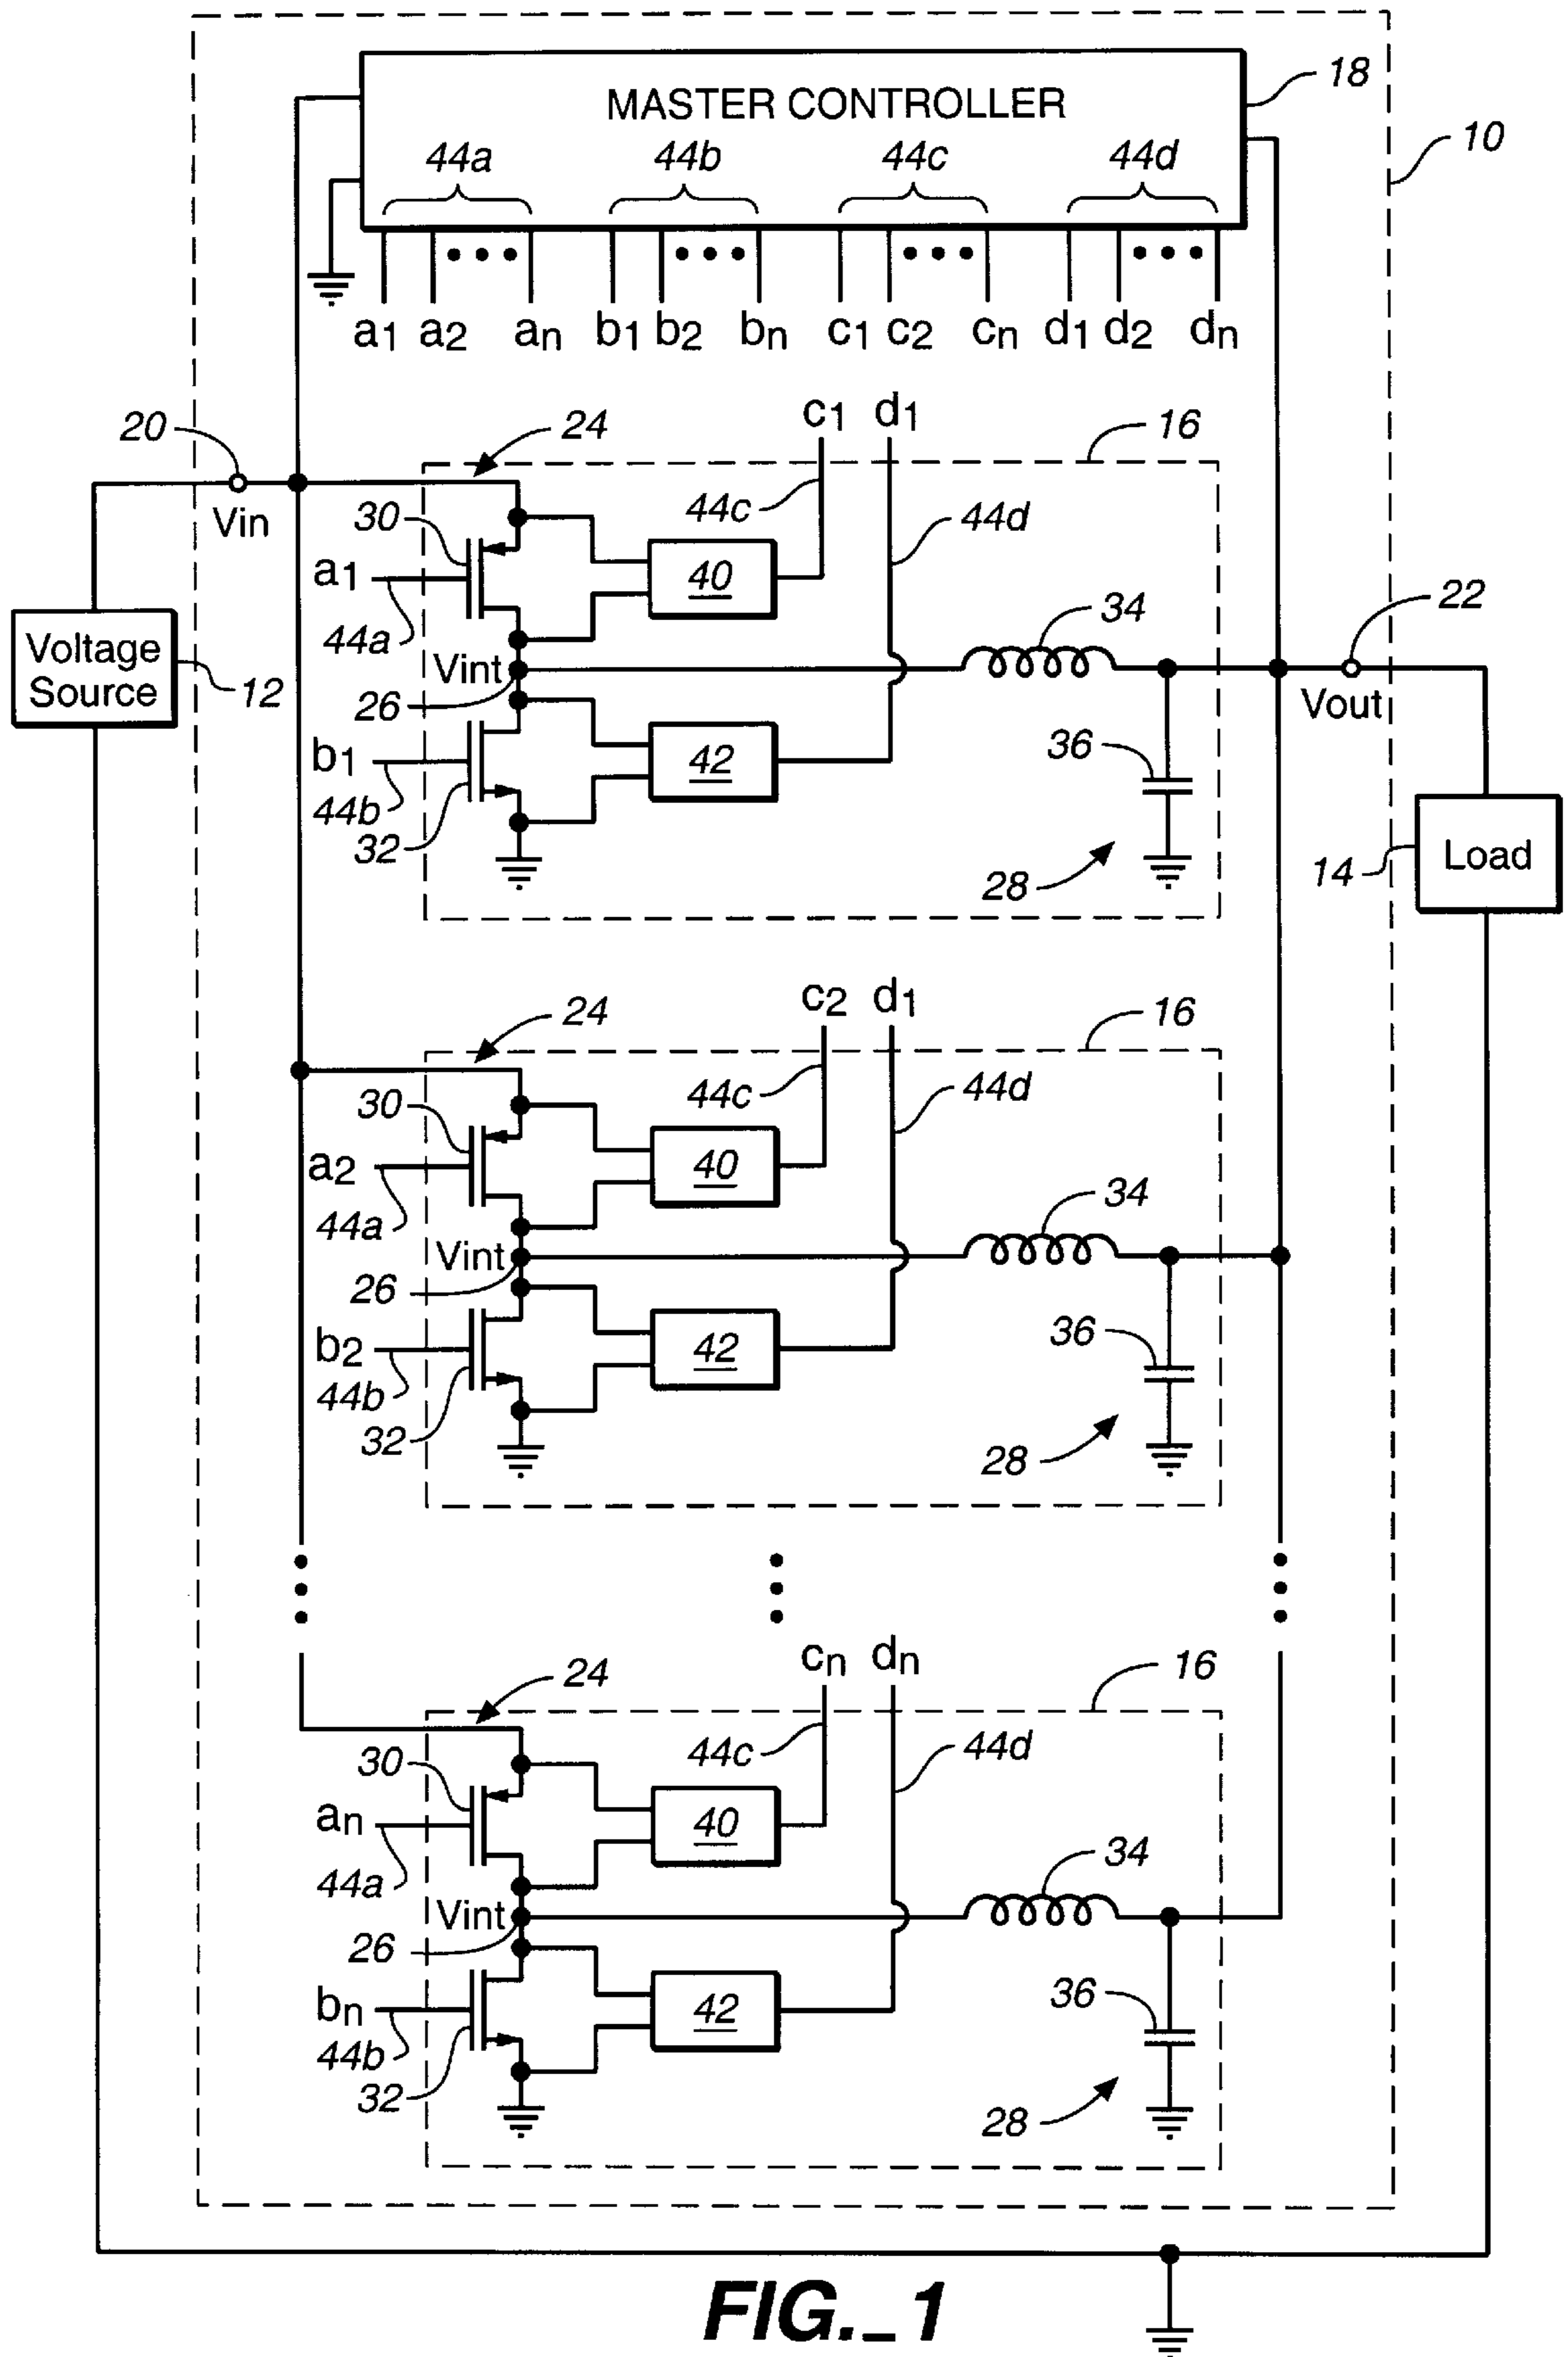 MASTER CONTROLLER
18
10
44a 44b 44c 44d
a1 a2 an b1 b2 bn c1 c2 cn d1 d2 dn
20
24
c1 d1
16
Vin
30
44c
44d
a1
40
22
44a
34
Voltage
Source
12
Vint
26
Vout
b1
42
36
44b
32
28
14
Load
c2 d1
24
16
30
44c
44d
a2
40
44a
34
Vint
26
b2
42
36
44b
32
28
cn dn
24
16
30
44c
44d
an
40
44a
34
Vint
26
bn
42
36
44b
32
28
FIG._1